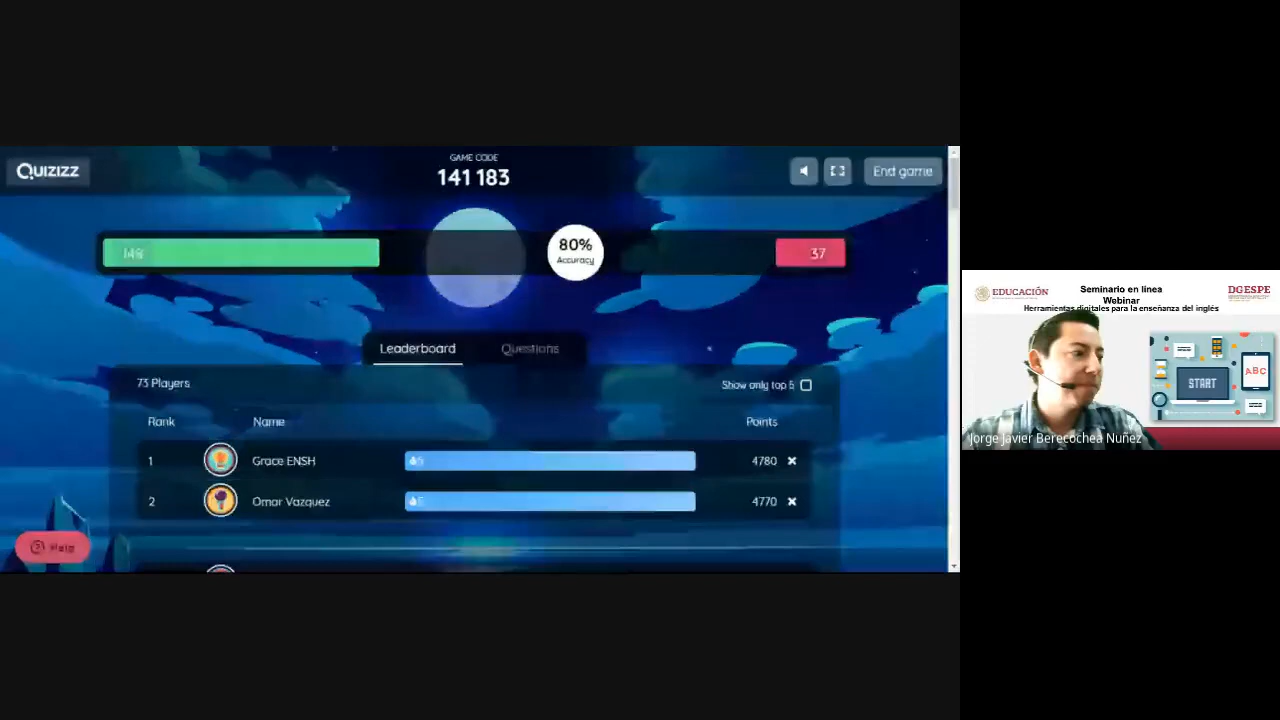 QUIZIZZ
GAME CODE
141 183
End game
149
80%
Accuracy
37
Leaderboard
Questions
73 Players
Show only top 5
Rank
Name
Points
1
Grace ENSH
4780
2
Omar Vazquez
4770
Help
EDUCACIÓN
Seminario en línea
Webinar
DGESPE
Herramientas digitales para la enseñanza del inglés
START
ABC
Jorge Javier Berecochea Nuñez